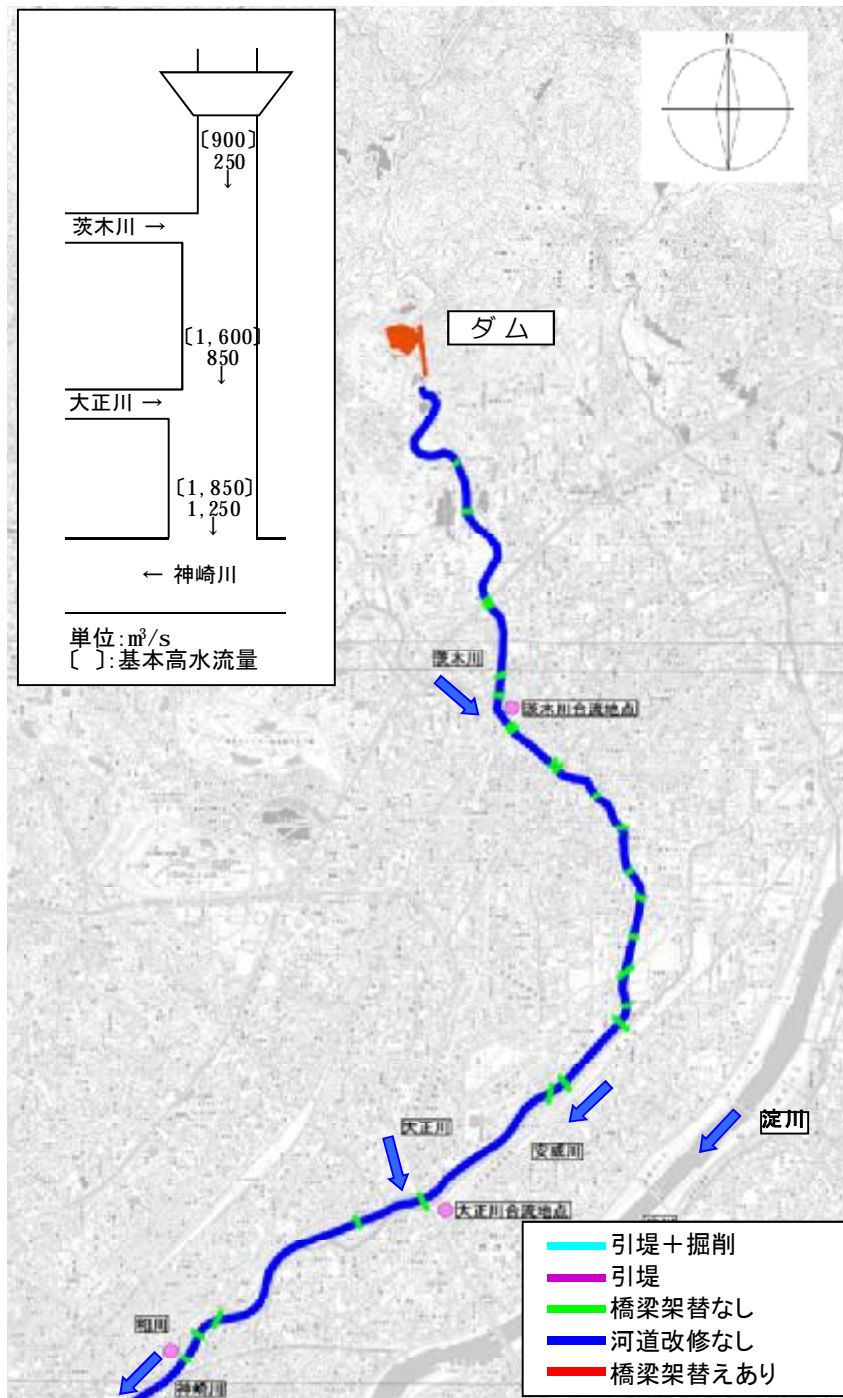 〔900〕
250
↓
茨木川 →
〔1,600〕
850
↓
大正川 →
〔1,850〕
1,250
↓
← 神崎川
単位:m³/s
〔 〕:基本高水流量
N
ダム
茨木川
茨木川合流地点
大正川
安威川
淀川
大正川合流地点
相川
神崎川
引堤+掘削
引堤
橋梁架替なし
河道改修なし
橋梁架替えあり